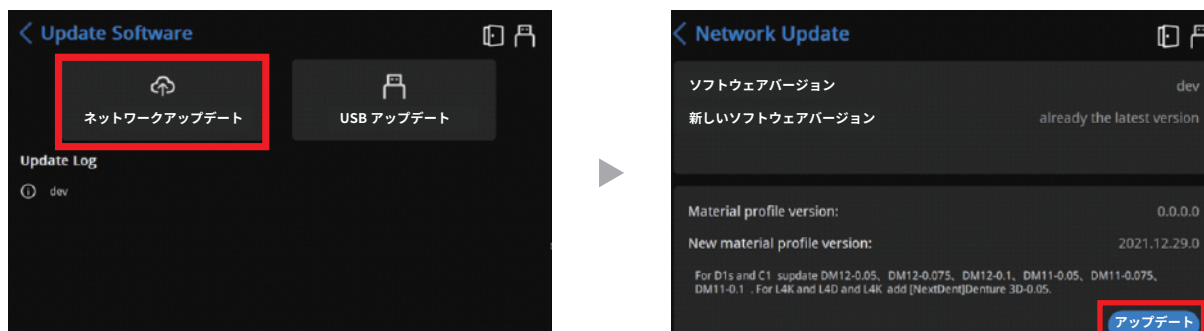 Update Software
ネットワークアップデート
USB アップデート
Update Log
dev
Network Update
ソフトウェアバージョン dev
新しいソフトウェアバージョン already the latest version
Material profile version: 0.0.0.0
New material profile version: 2021.12.29.0
For D1s and C1 supdate DM12-0.05、DM12-0.075、DM12-0.1、DM11-0.05、DM11-0.075、
DM11-0.1 . For L4K and L4D and L4K add [NextDent]Denture 3D-0.05.
アップデート